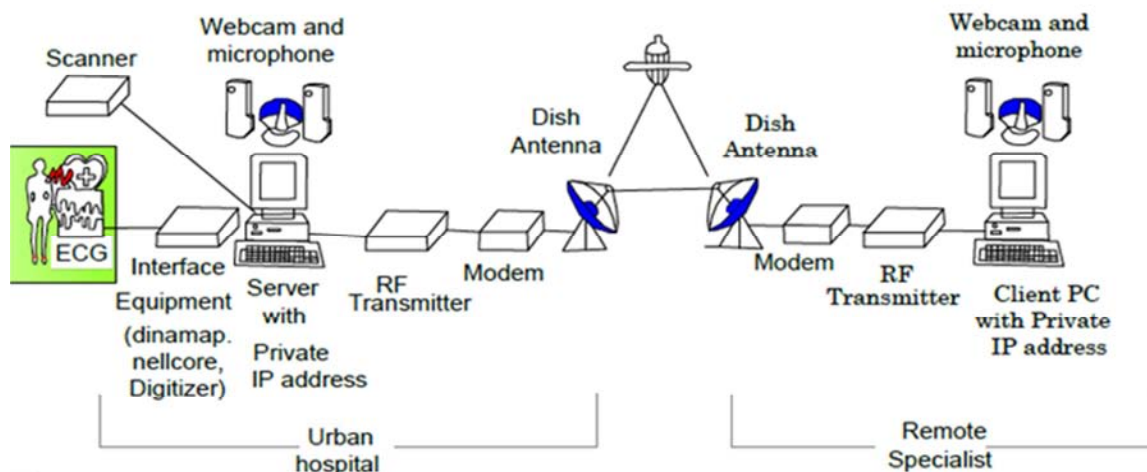 Scanner
Webcam and
microphone
ECG
Interface
Equipment
(dinamap.
nellcore,
Digitizer)
Server
with
Private
IP address
RF
Transmitter
Modem
Dish
Antenna
Dish
Antenna
Modem
RF
Transmitter
Webcam and
microphone
Client PC
with Private
IP address
Urban
hospital
Remote
Specialist